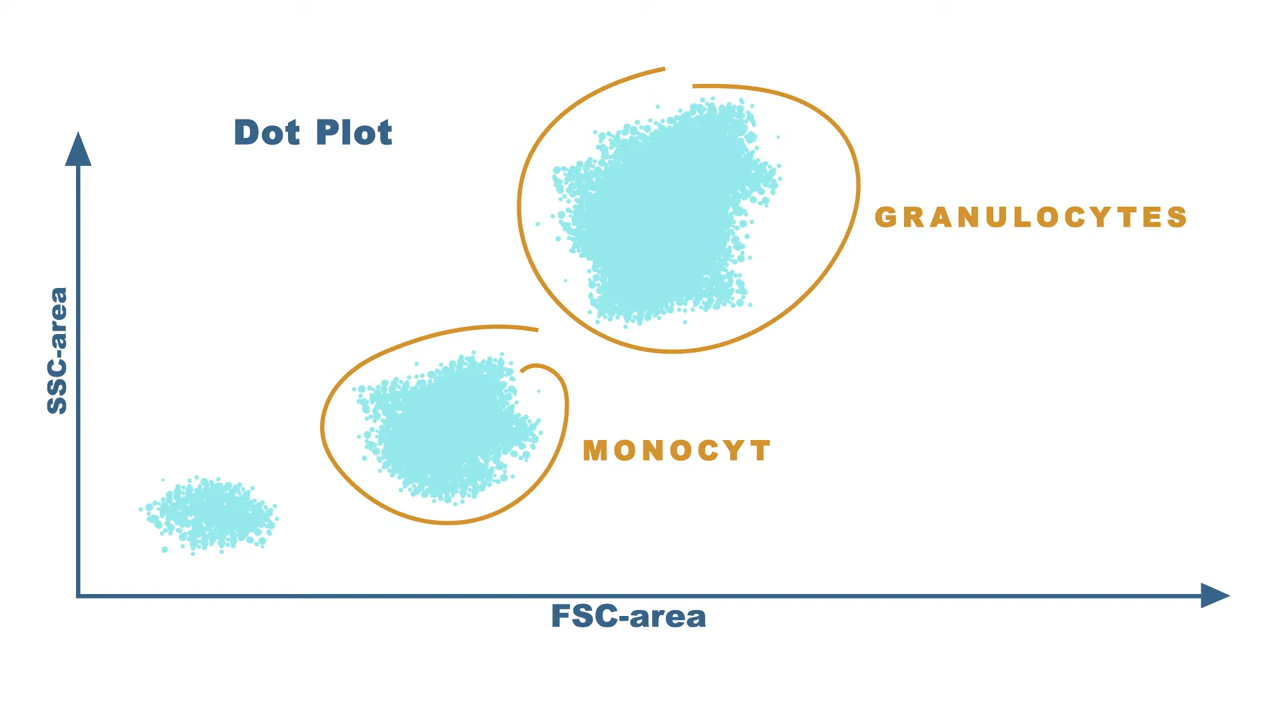 Dot Plot
GRANULOCYTES
SSC-area
MONOCYT
FSC-area